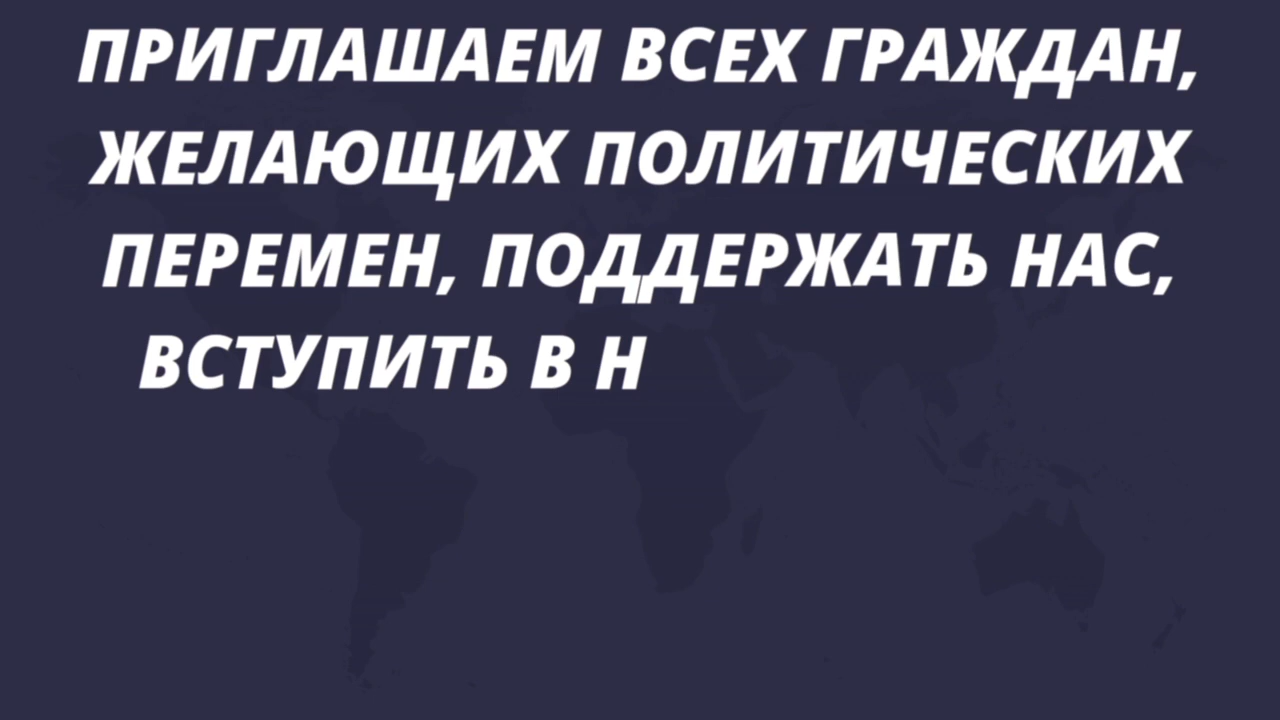 ПРИГЛАШАЕМ ВСЕХ ГРАЖДАН,
ЖЕЛАЮЩИХ ПОЛИТИЧЕСКИХ
ПЕРЕМЕН, ПОДДЕРЖАТЬ НАС,
ВСТУПИТЬ В Н